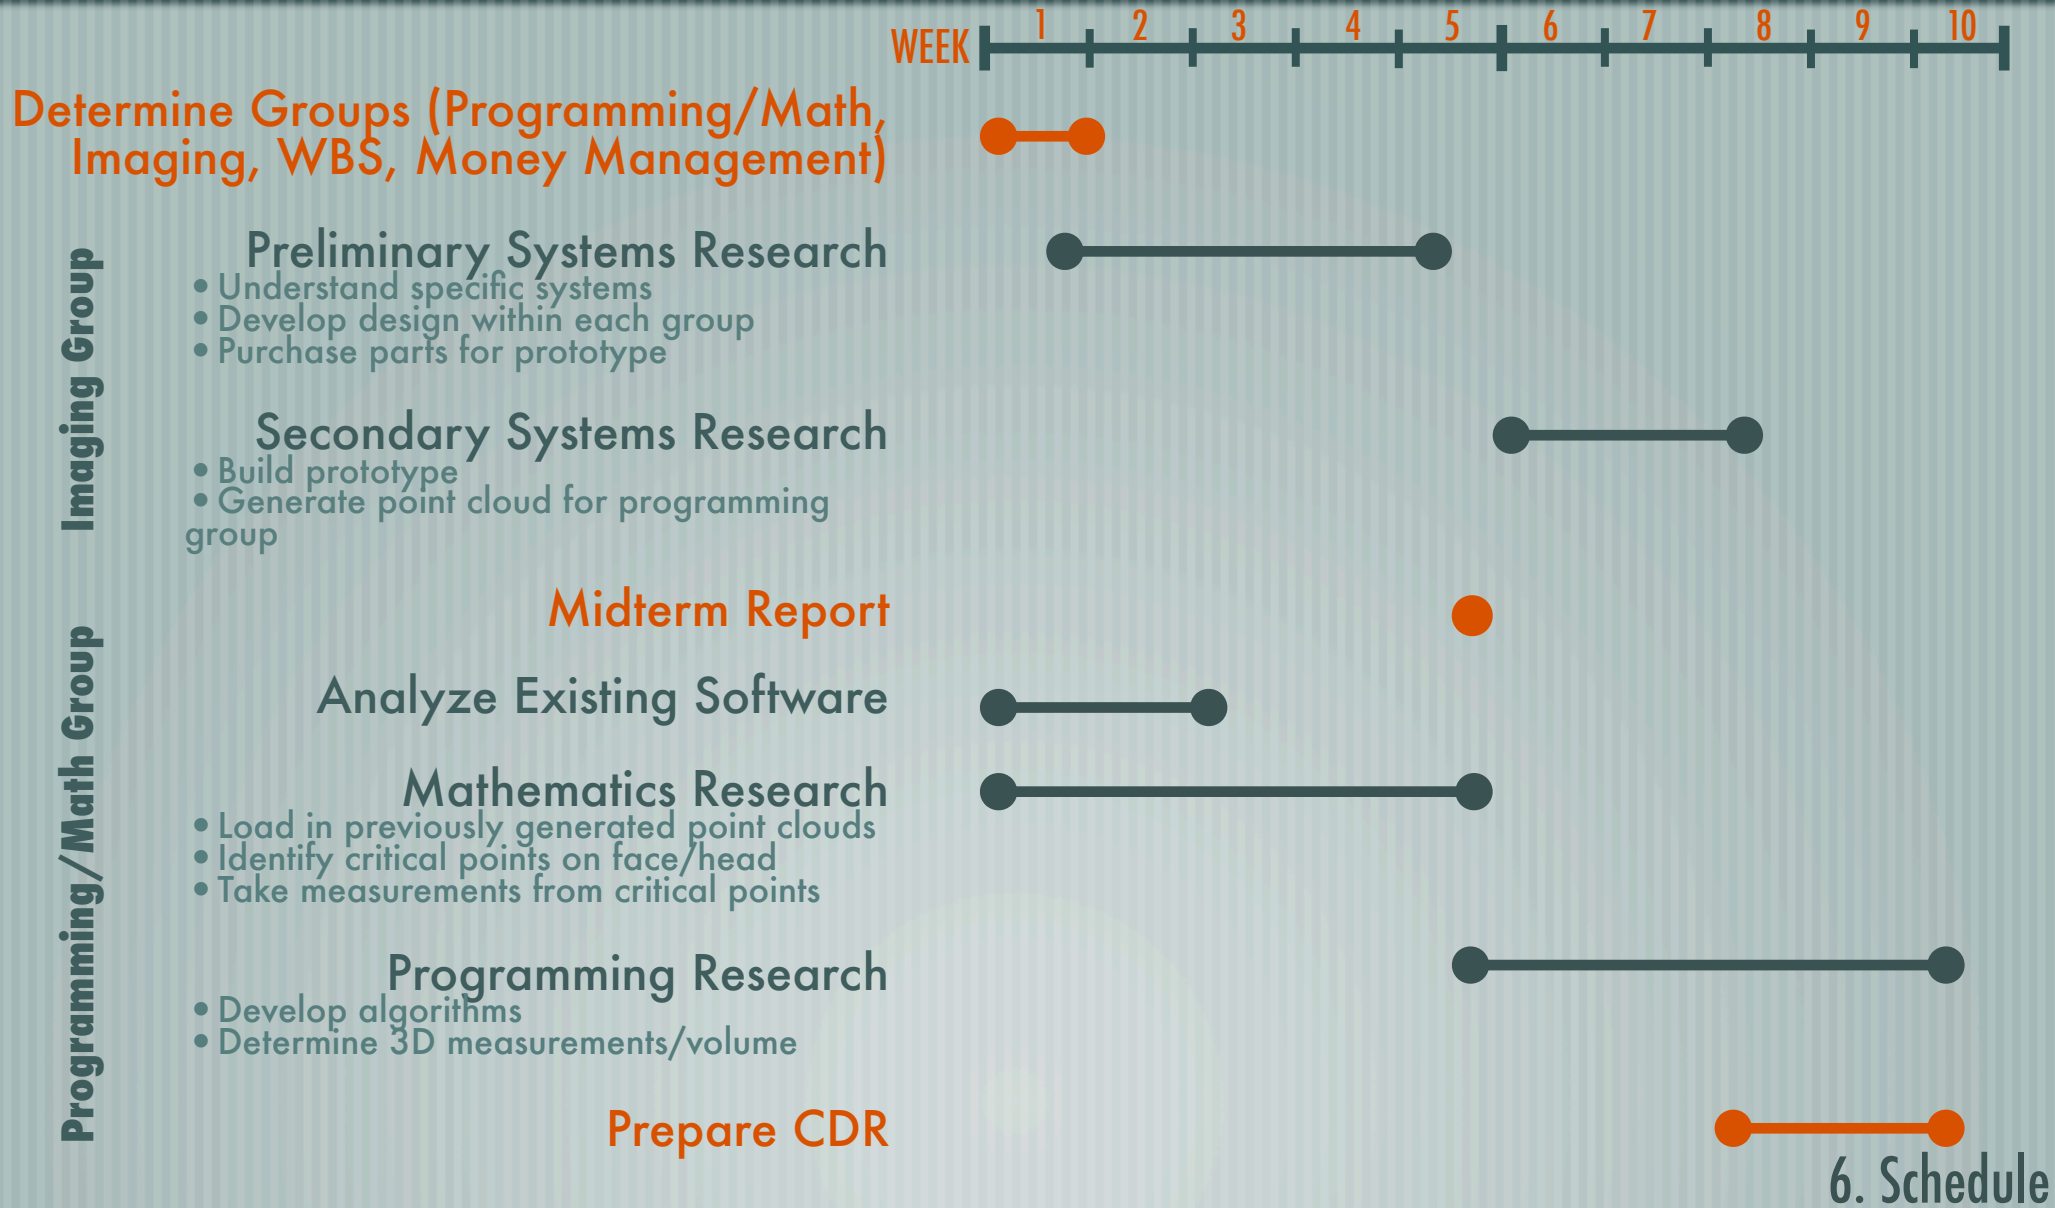 WEEK 1 2 3 4 5 6 7 8 9 10
Determine Groups (Programming/Math,
Imaging, WBS, Money Management)
Imaging Group
Preliminary Systems Research
• Understand specific systems
• Develop design within each group
• Purchase parts for prototype
Secondary Systems Research
• Build prototype
• Generate point cloud for programming
group
Midterm Report
Programming/Math Group
Analyze Existing Software
Mathematics Research
• Load in previously generated point clouds
• Identify critical points on face/head
• Take measurements from critical points
Programming Research
• Develop algorithms
• Determine 3D measurements/volume
Prepare CDR
6. Schedule